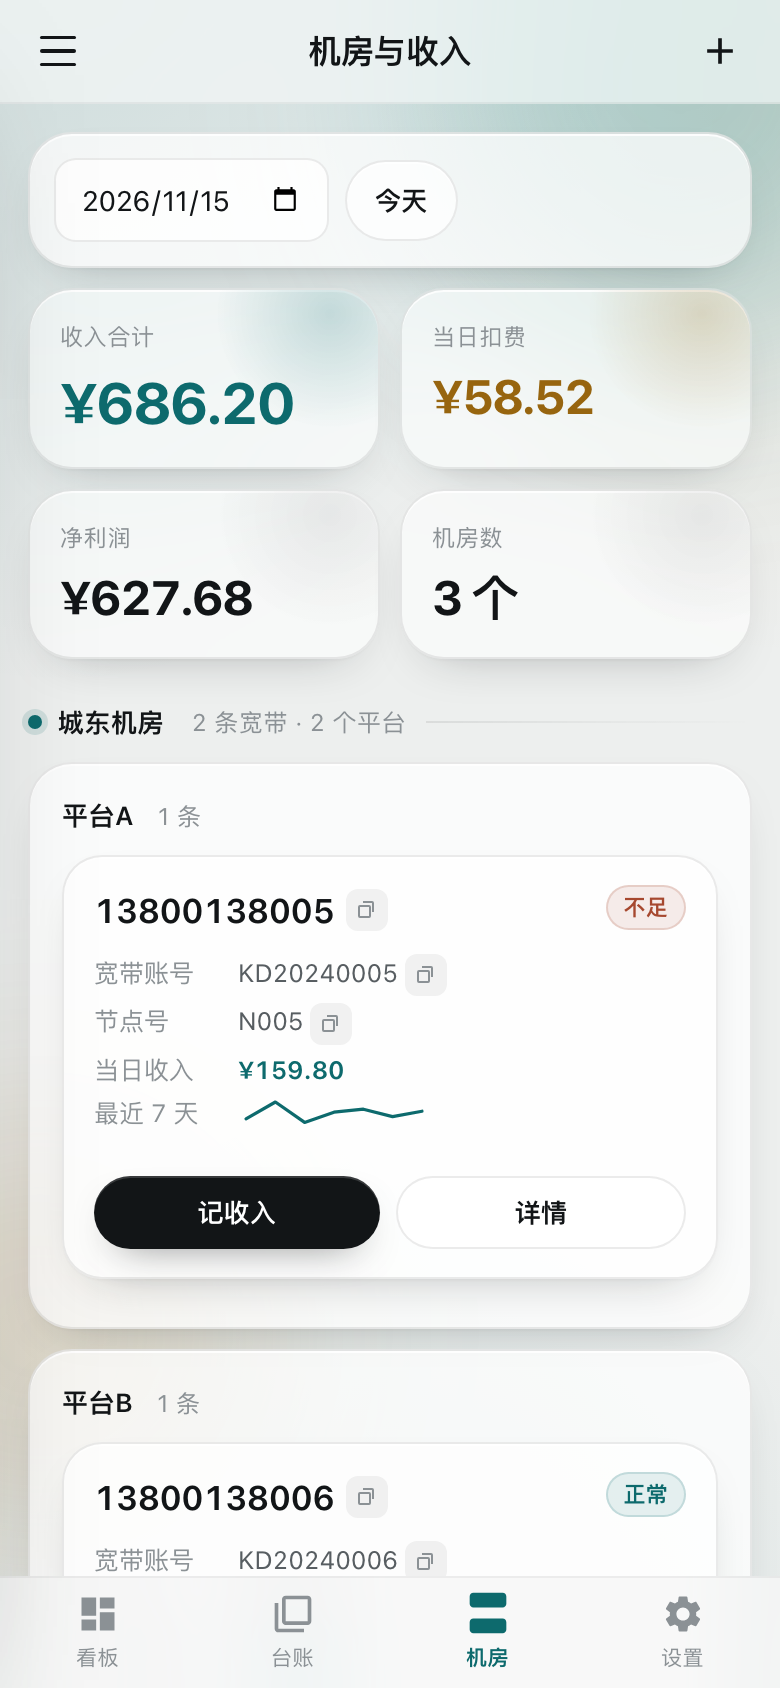 机房与收入
2026/11/15
今天
收入合计
¥686.20
当日扣费
¥58.52
净利润
¥627.68
机房数
3 个
城东机房 2 条宽带 · 2 个平台
平台A 1 条
13800138005 不足
宽带账号 KD20240005
节点号 N005
当日收入 ¥159.80
最近 7 天
记收入 详情
平台B 1 条
13800138006 正常
宽带账号 KD20240006
看板 台账 机房 设置